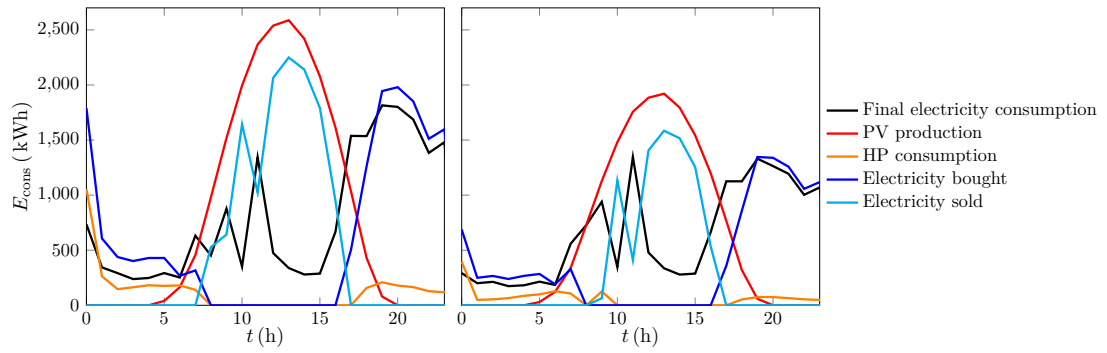 2,500
2,000
1,500
1,000
500
0
E_cons ( kWh)
0 5 10 15 20
t (h)
0 5 10 15 20
t (h)
Final electricity consumption
PV production
HP consumption
Electricity bought
Electricity sold